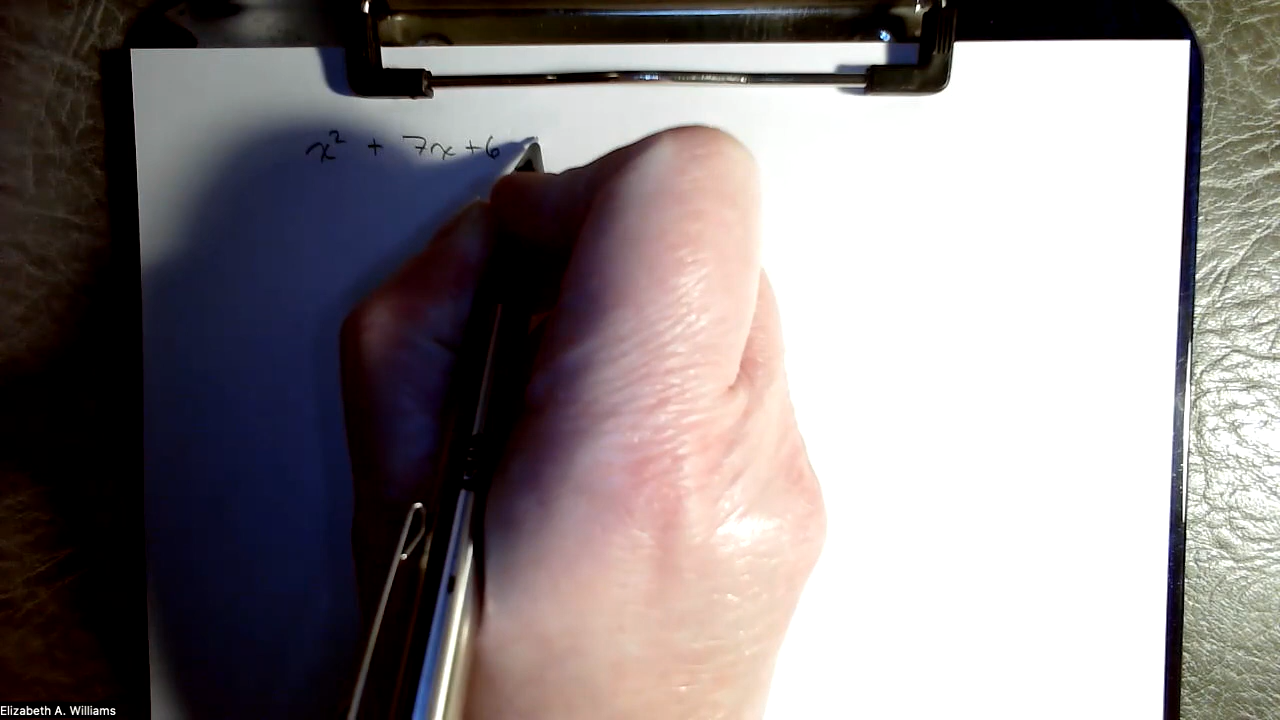 x² + 7x + 6
Elizabeth A. Williams